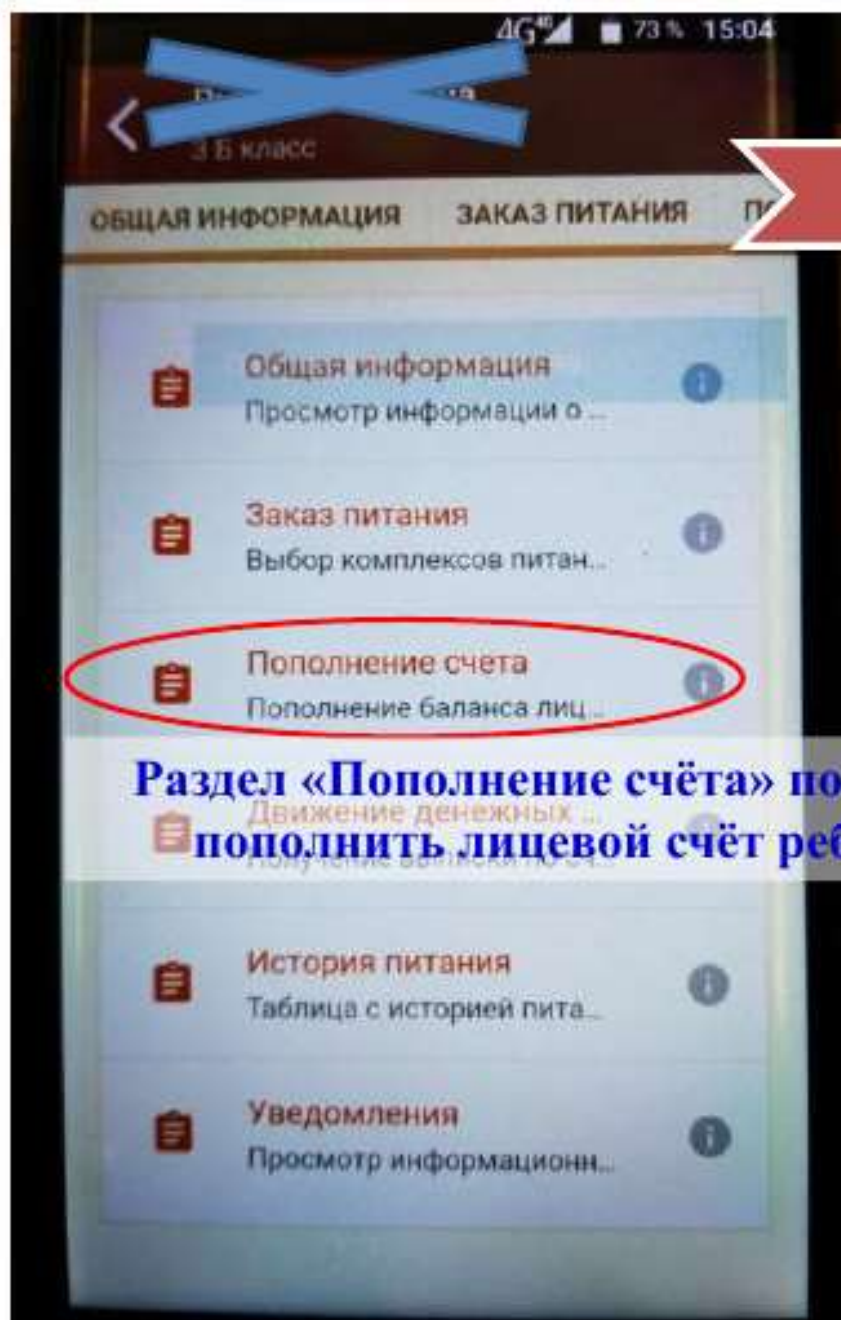 4G 4G 73 % 15:04
3 Б класс
ОБЩАЯ ИНФОРМАЦИЯ ЗАКАЗ ПИТАНИЯ
Общая информация
Просмотр информации о ...
Заказ питания
Выбор комплексов питан...
Пополнение счета
Пополнение баланса лиц...
Раздел «Пополнение счёта» по
Движение денежных ...
пополнить лицевой счёт реб
История питания
Таблица с историей пита...
Уведомления
Просмотр информационн...